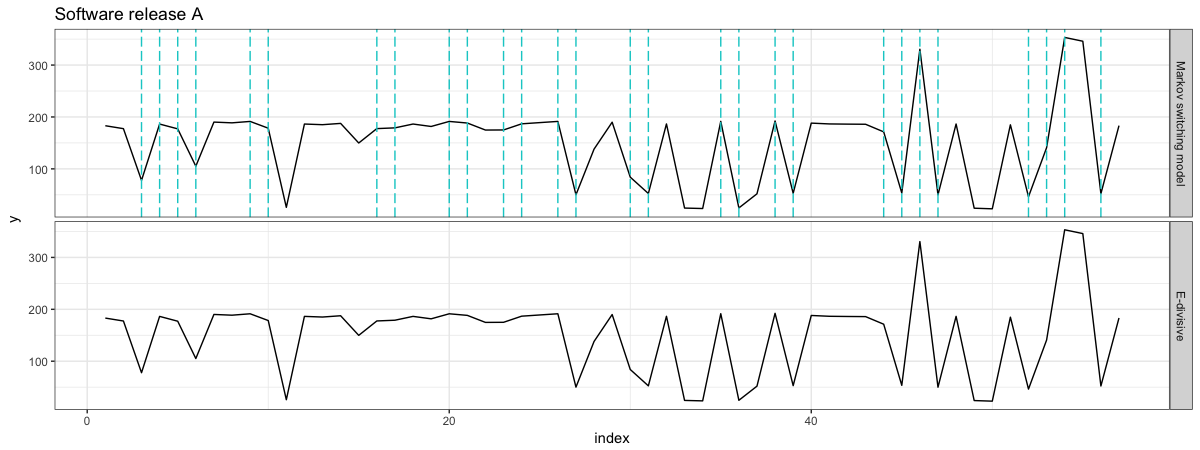 Software release A
y
300
200
100
Markov switching model
300
200
100
E-divisive
0
20
40
index